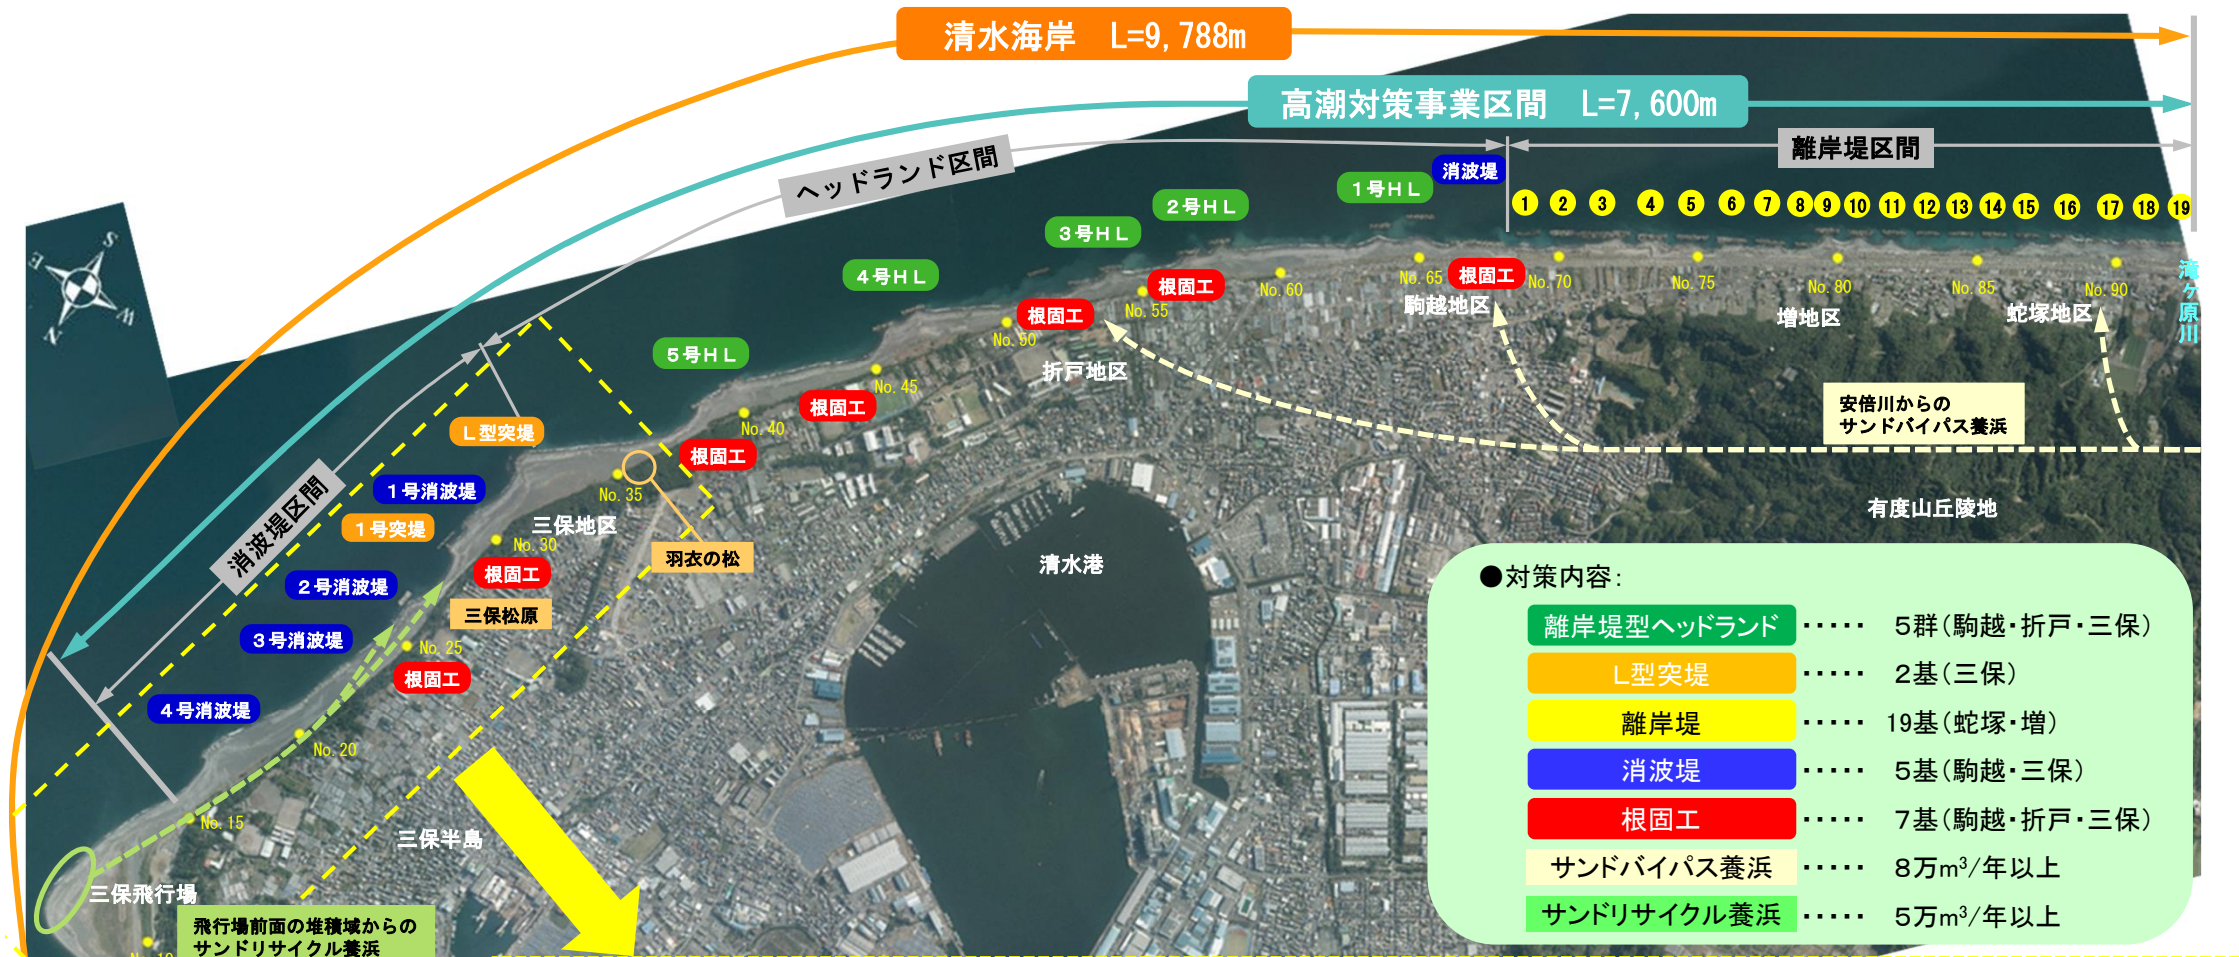 清水海岸　L=9,788m
高潮対策事業区間　L=7,600m
ヘッドランド区間
離岸堤区間
消波堤
1号HL
2号HL
3号HL
4号HL
5号HL
1 2 3 4 5 6 7 8 9 10 11 12 13 14 15 16 17 18 19
S
E
W
N
根固工
根固工
根固工
根固工
根固工
根固工
根固工
No.90
No.85
No.80
No.75
No.70
No.65
No.60
No.55
No.50
No.45
No.40
No.35
No.30
No.25
No.20
No.15
滝ヶ原川
蛇塚地区
増地区
駒越地区
折戸地区
三保地区
安倍川からの
サンドバイパス養浜
有度山丘陵地
清水港
L型突堤
消波堤区間
1号消波堤
1号突堤
2号消波堤
3号消波堤
4号消波堤
羽衣の松
三保松原
三保半島
三保飛行場
飛行場前面の堆積域からの
サンドリサイクル養浜
●対策内容：
離岸堤型ヘッドランド ・・・・・ 5群（駒越・折戸・三保）
L型突堤 ・・・・・ 2基（三保）
離岸堤 ・・・・・ 19基（蛇塚・増）
消波堤 ・・・・・ 5基（駒越・三保）
根固工 ・・・・・ 7基（駒越・折戸・三保）
サンドバイパス養浜 ・・・・・ 8万m³/年以上
サンドリサイクル養浜 ・・・・・ 5万m³/年以上